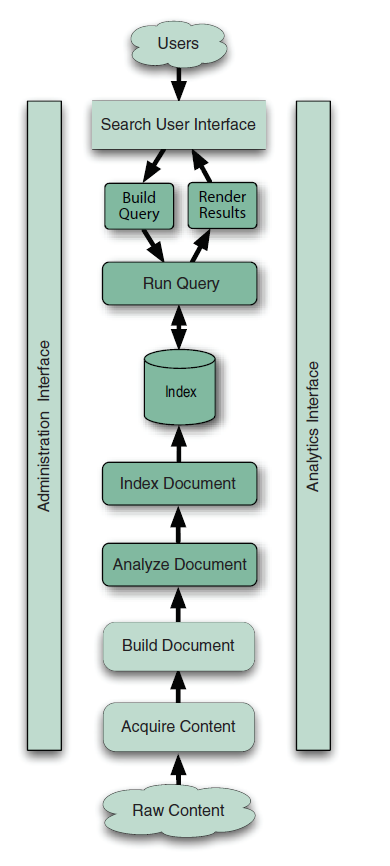 Users
Search User Interface
Build
Query
Render
Results
Run Query
Index
Administration Interface
Analytics Interface
Index Document
Analyze Document
Build Document
Acquire Content
Raw Content